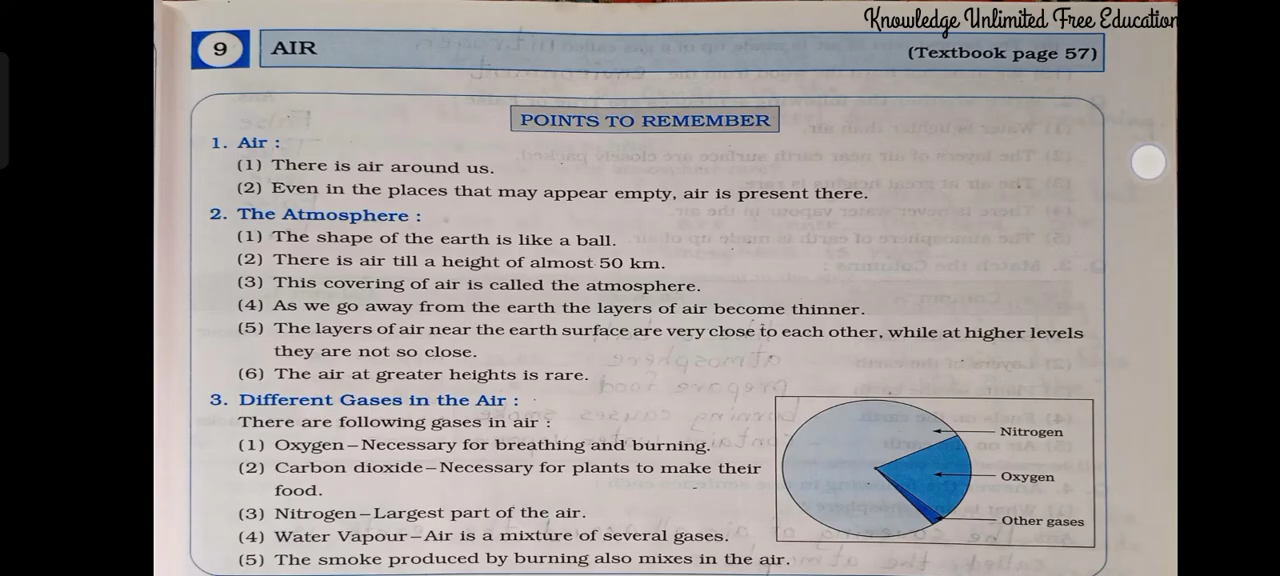 Knowledge Unlimited Free Education
9 AIR (Textbook page 57)
POINTS TO REMEMBER
1. Air :
(1) There is air around us.
(2) Even in the places that may appear empty, air is present there.
2. The Atmosphere :
(1) The shape of the earth is like a ball.
(2) There is air till a height of almost 50 km.
(3) This covering of air is called the atmosphere.
(4) As we go away from the earth the layers of air become thinner.
(5) The layers of air near the earth surface are very close to each other, while at higher levels
they are not so close.
(6) The air at greater heights is rare.
3. Different Gases in the Air :
There are following gases in air :
(1) Oxygen – Necessary for breathing and burning.
(2) Carbon dioxide – Necessary for plants to make their
food.
(3) Nitrogen – Largest part of the air.
(4) Water Vapour – Air is a mixture of several gases.
(5) The smoke produced by burning also mixes in the air.
Nitrogen
Oxygen
Other gases